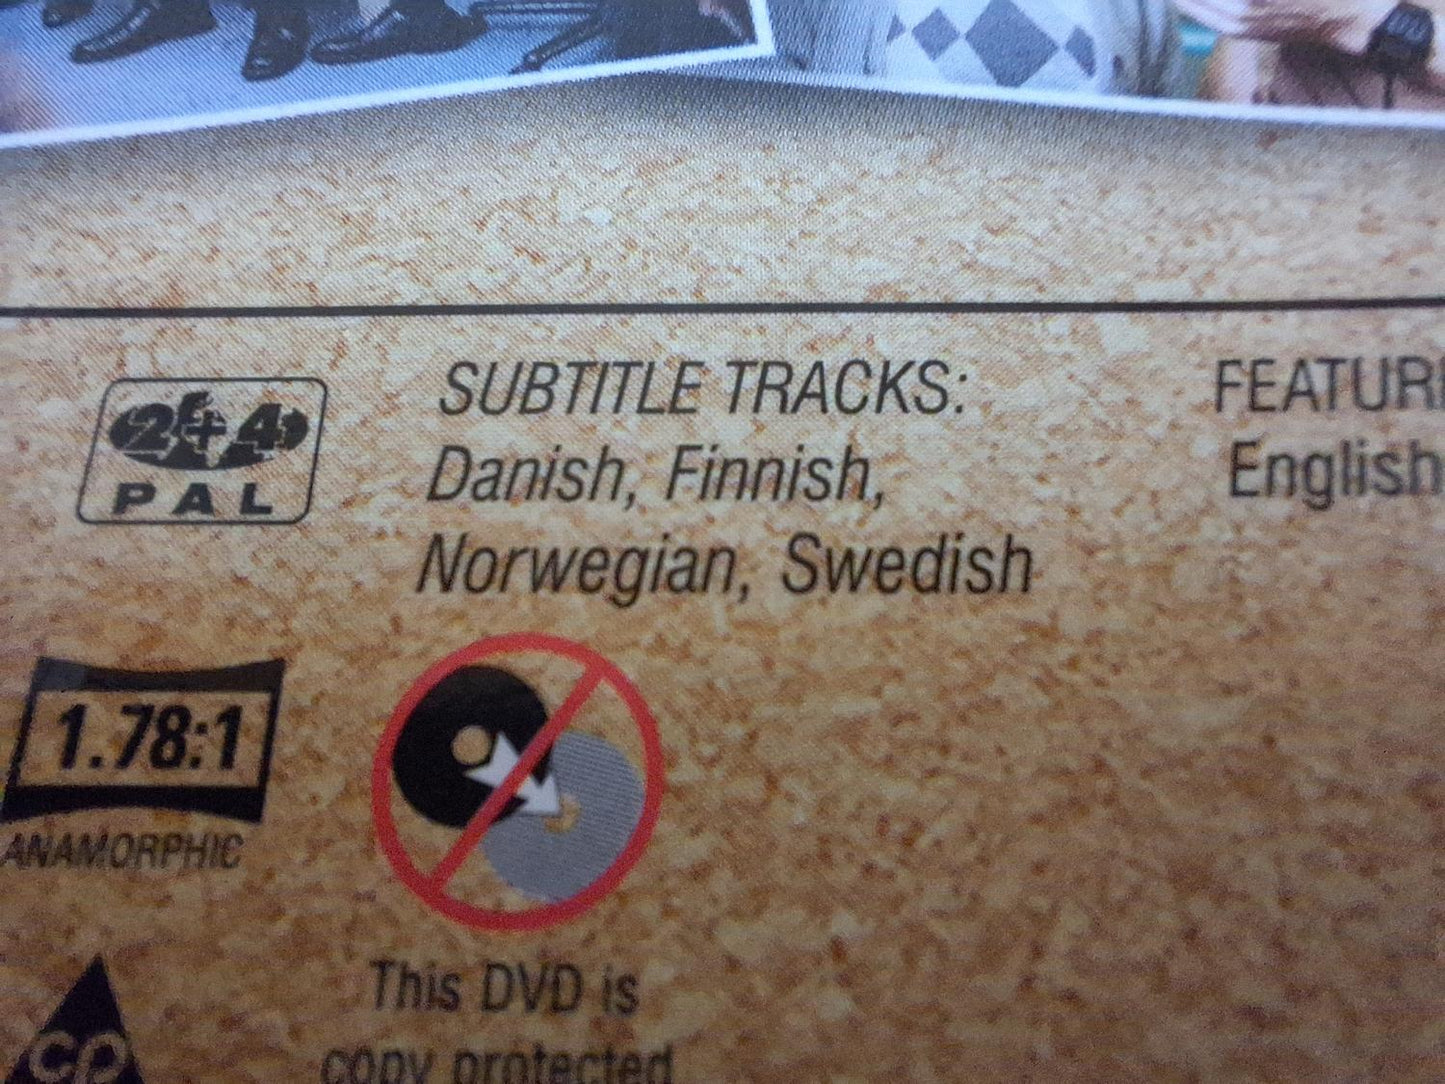 2+4
PAL
SUBTITLE TRACKS:
Danish, Finnish,
Norwegian, Swedish
English
1.78:1
ANAMORPHIC
This DVD is
copy protected
cp